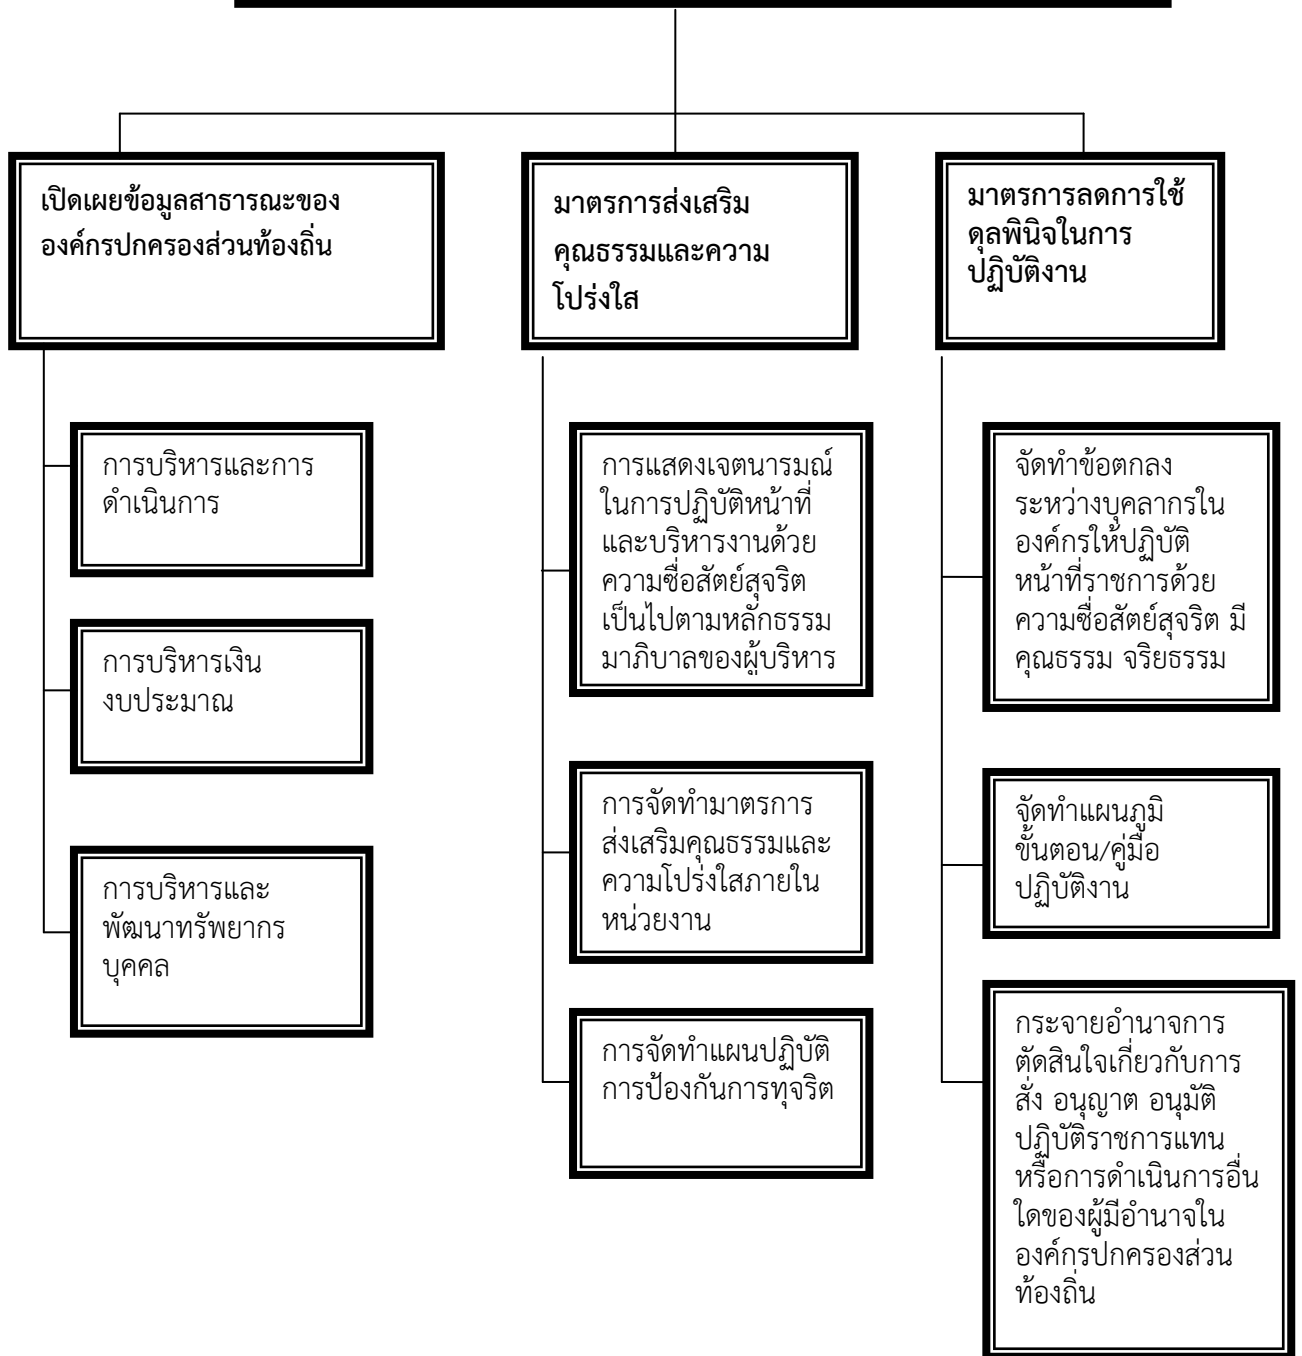 เปิดเผยข้อมูลสาธารณะของ
องค์กรปกครองส่วนท้องถิ่น
การบริหารและการ
ดำเนินการ
การบริหารเงิน
งบประมาณ
การบริหารและ
พัฒนาทรัพยากร
บุคคล
มาตรการส่งเสริม
คุณธรรมและความ
โปร่งใส
การแสดงเจตนารมณ์
ในการปฏิบัติหน้าที่
และบริหารงานด้วย
ความซื่อสัตย์สุจริต
เป็นไปตามหลักธรรม
มาภิบาลของผู้บริหาร
การจัดทำมาตรการ
ส่งเสริมคุณธรรมและ
ความโปร่งใสภายใน
หน่วยงาน
การจัดทำแผนปฏิบัติ
การป้องกันการทุจริต
มาตรการลดการใช้
ดุลพินิจในการ
ปฏิบัติงาน
จัดทำข้อตกลง
ระหว่างบุคลากรใน
องค์กรให้ปฏิบัติ
หน้าที่ราชการด้วย
ความซื่อสัตย์สุจริต มี
คุณธรรม จริยธรรม
จัดทำแผนภูมิ
ขั้นตอน/คู่มือ
ปฏิบัติงาน
กระจายอำนาจการ
ตัดสินใจเกี่ยวกับการ
สั่ง อนุญาต อนุมัติ
ปฏิบัติราชการแทน
หรือการดำเนินการอื่น
ใดของผู้มีอำนาจใน
องค์กรปกครองส่วน
ท้องถิ่น